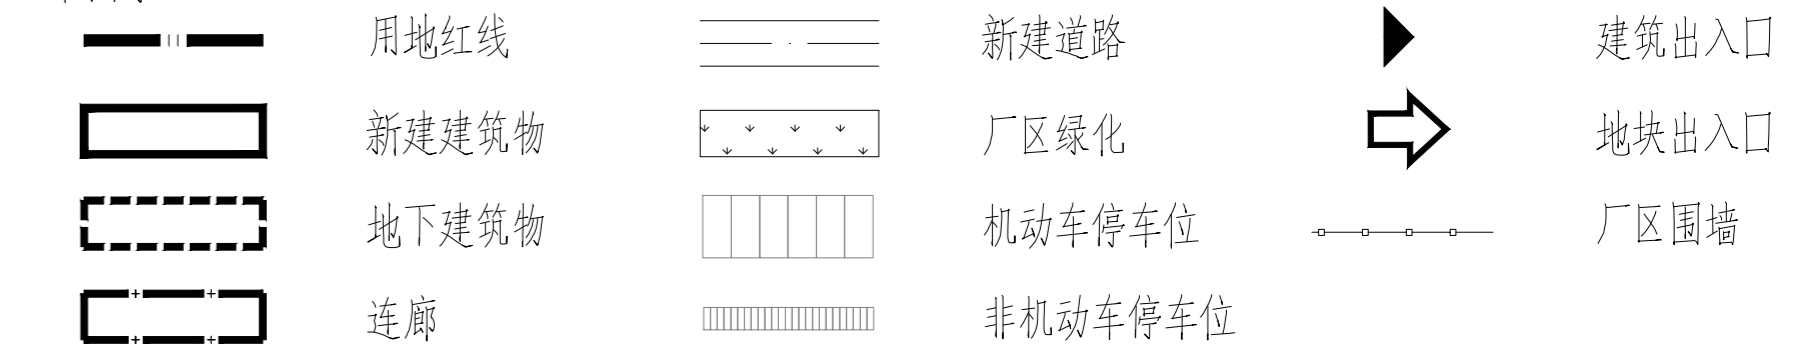 用地红线 新建道路 建筑出入口
新建建筑物 厂区绿化 地块出入口
地下建筑物 机动车停车位 厂区围墙
连廊 非机动车停车位